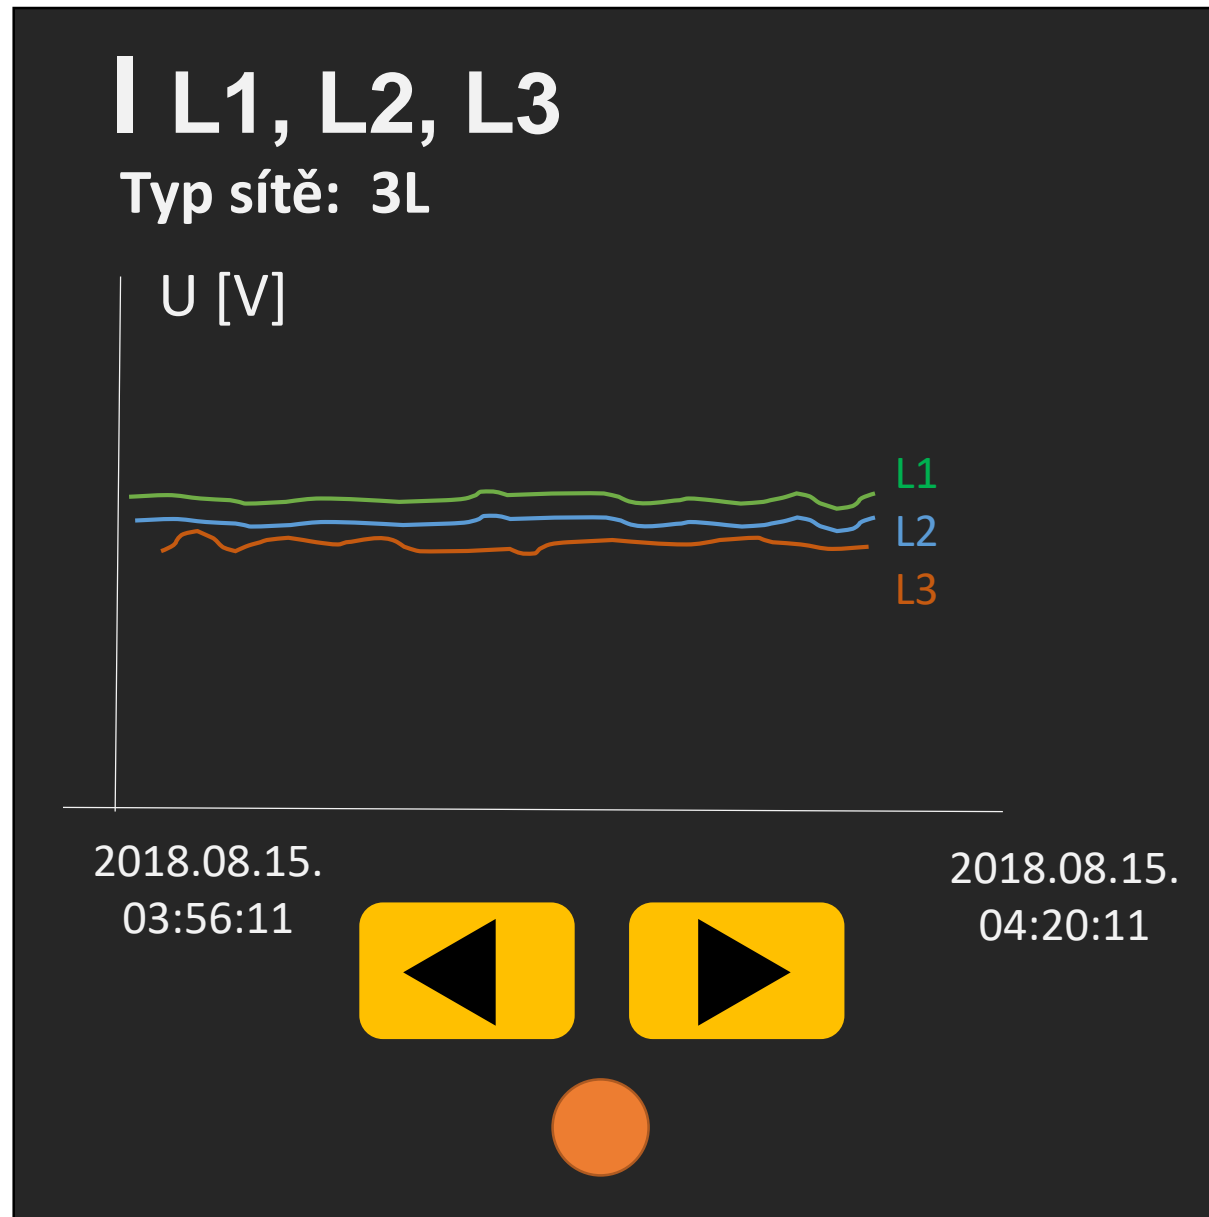 I L1, L2, L3
Typ sítě: 3L
U [V]
L1
L2
L3
2018.08.15.
03:56:11
2018.08.15.
04:20:11